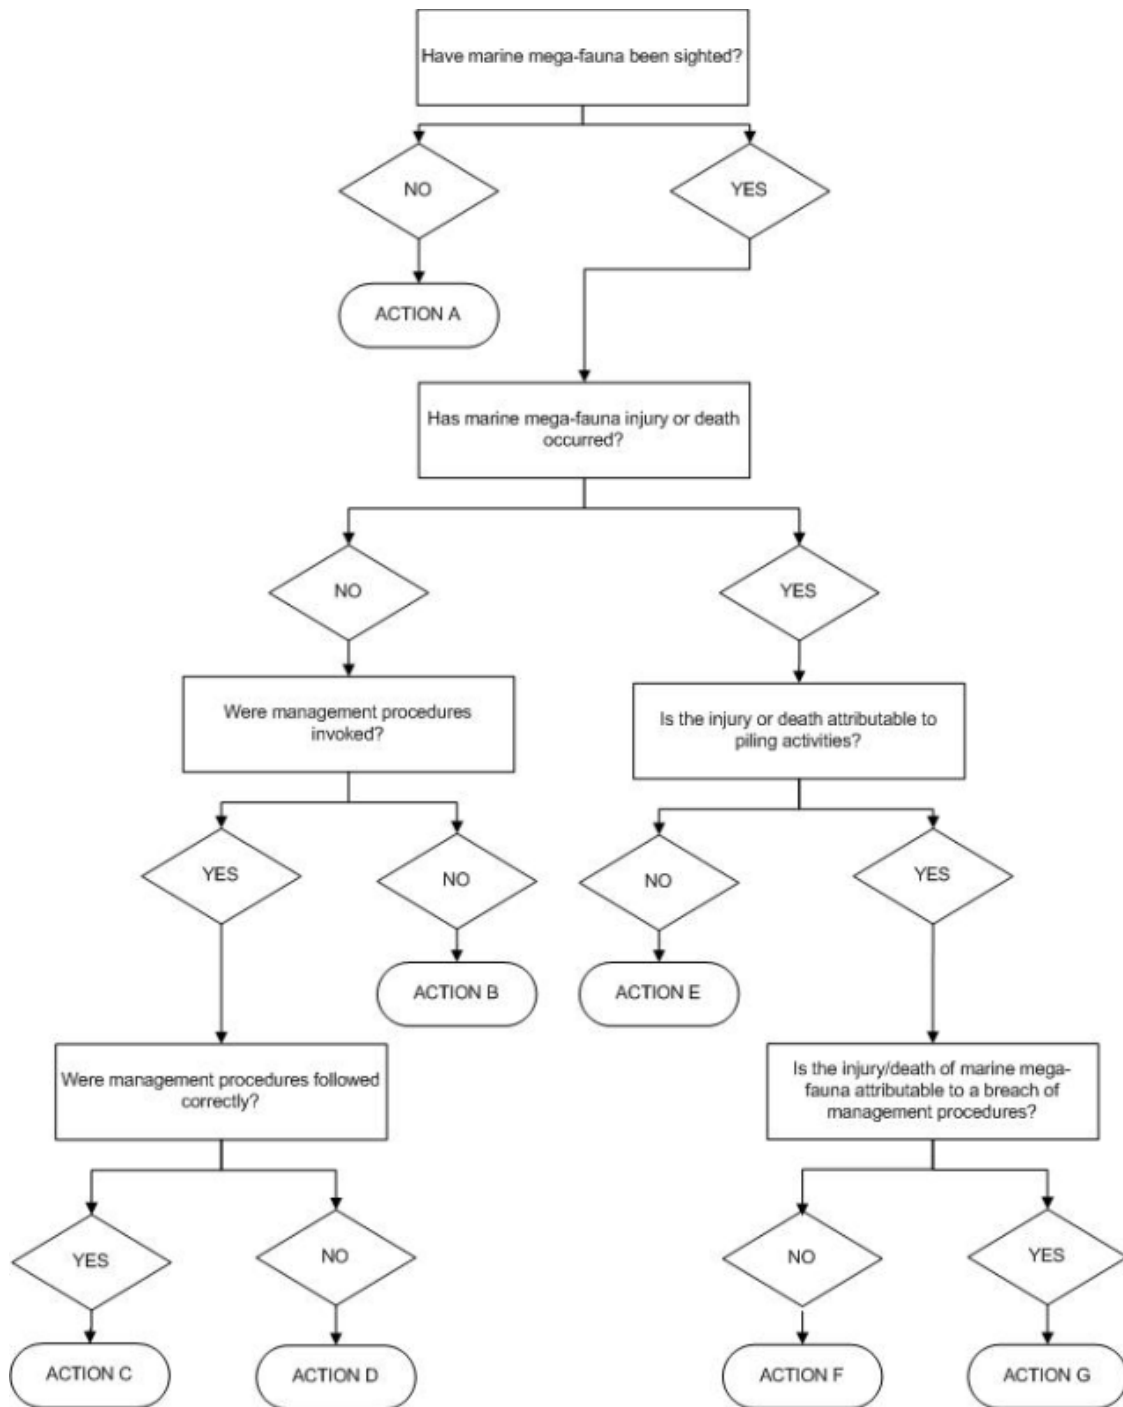 Have marine mega-fauna been sighted?
NO
YES
ACTION A
Has marine mega-fauna injury or death
occurred?
NO
YES
Were management procedures
invoked?
Is the injury or death attributable to
piling activities?
YES
NO
NO
YES
ACTION B
ACTION E
Were management procedures followed
correctly?
Is the injury/death of marine mega-
fauna attributable to a breach of
management procedures?
YES
NO
NO
YES
ACTION C
ACTION D
ACTION F
ACTION G